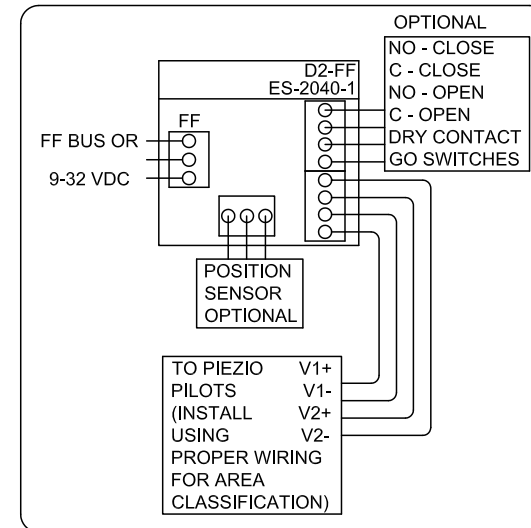 OPTIONAL
NO - CLOSE
C - CLOSE
NO - OPEN
C - OPEN
DRY CONTACT
GO SWITCHES
D2-FF
ES-2040-1
FF
FF BUS OR
9-32 VDC
POSITION
SENSOR
OPTIONAL
TO PIEZIO V1+
PILOTS V1-
(INSTALL V2+
USING V2-
PROPER WIRING
FOR AREA
CLASSIFICATION)